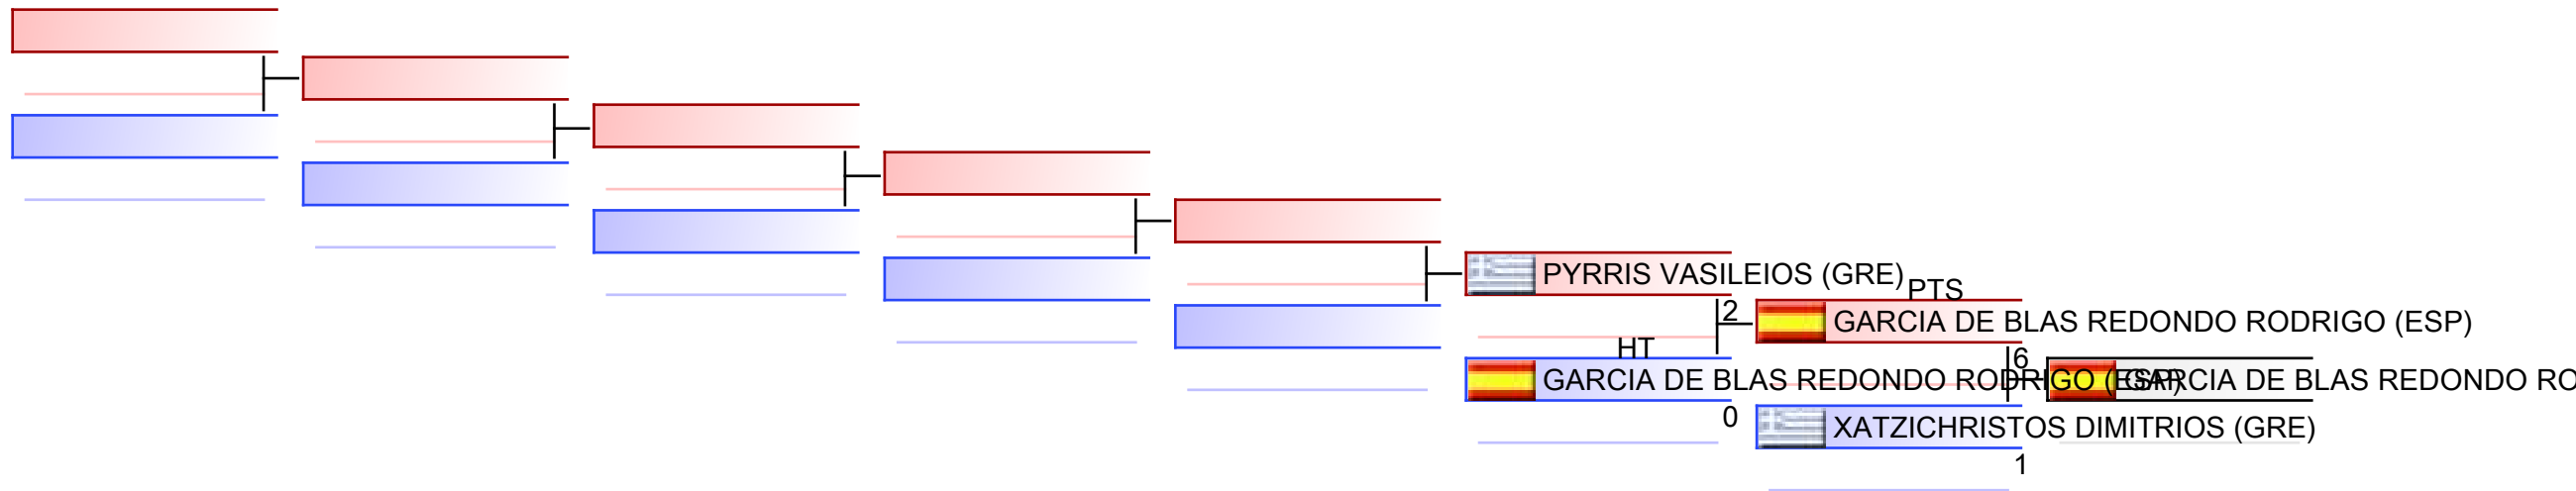 PYRRIS VASILEIOS (GRE)
PTS
2
GARCIA DE BLAS REDONDO RODRIGO (ESP)
HT
6
GARCIA DE BLAS REDONDO RODRIGO (ESP)
GARCIA DE BLAS REDONDO RO
0
XATZICHRISTOS DIMITRIOS (GRE)
1